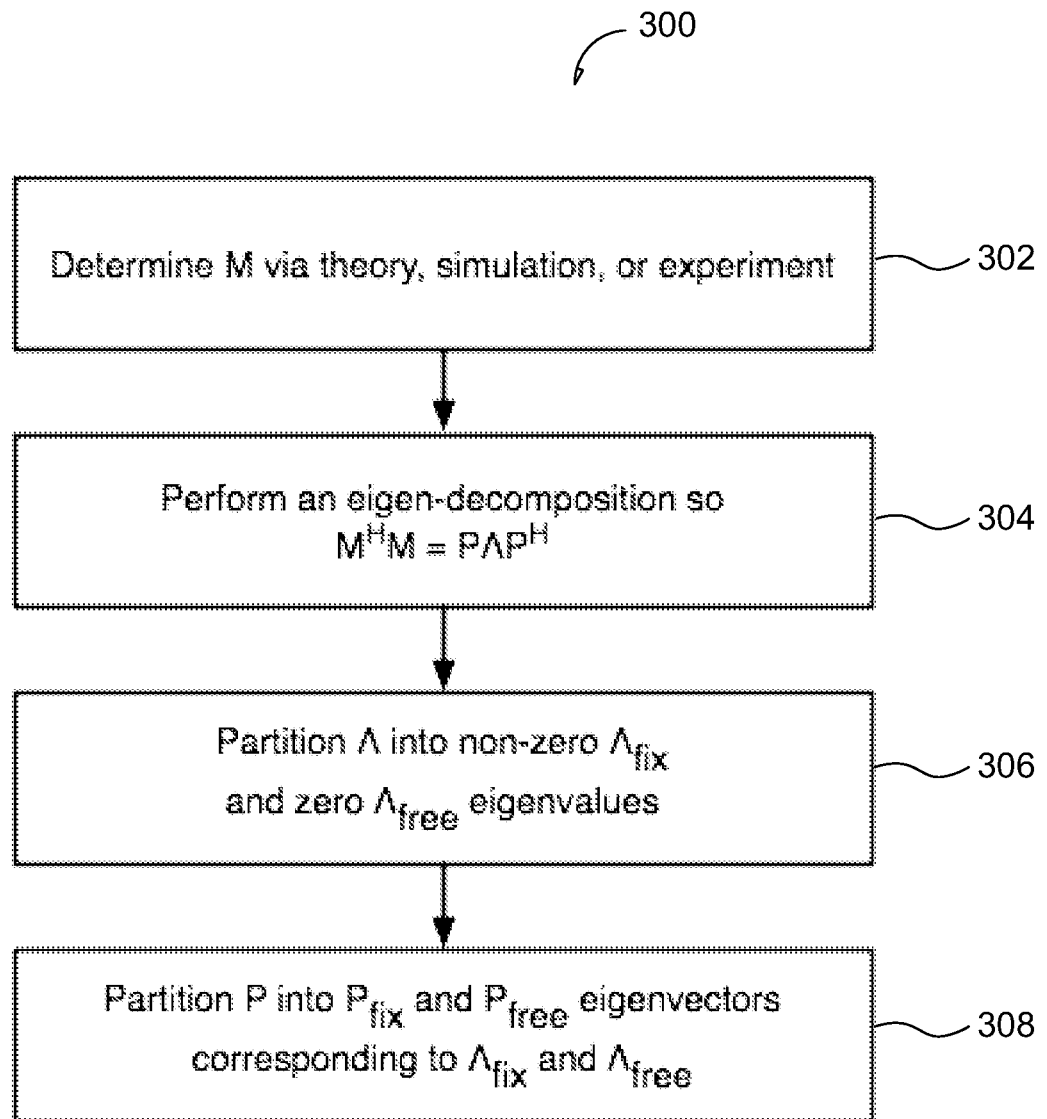 300
Determine M via theory, simulation, or experiment
302
Perform an eigen-decomposition so
M^HM = PΛP^H
304
Partition Λ into non-zero Λ_fix
and zero Λ_free eigenvalues
306
Partition P into P_fix and P_free eigenvectors
corresponding to Λ_fix and Λ_free
308